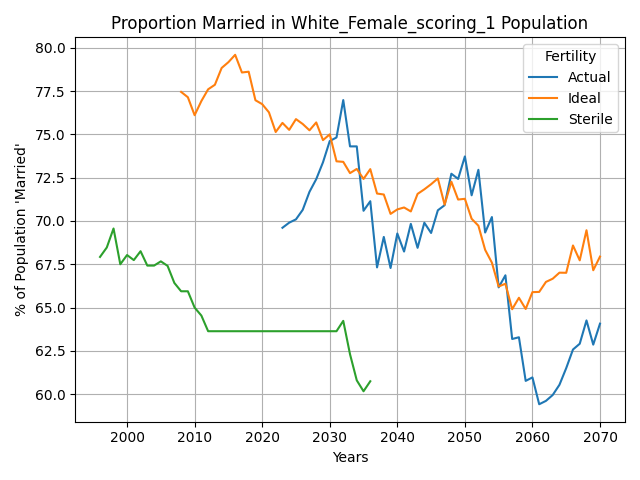 Proportion Married in White_Female_scoring_1 Population
Fertility
Actual
Ideal
Sterile
% of Population 'Married'
80.0
77.5
75.0
72.5
70.0
67.5
65.0
62.5
60.0
2000 2010 2020 2030 2040 2050 2060 2070
Years